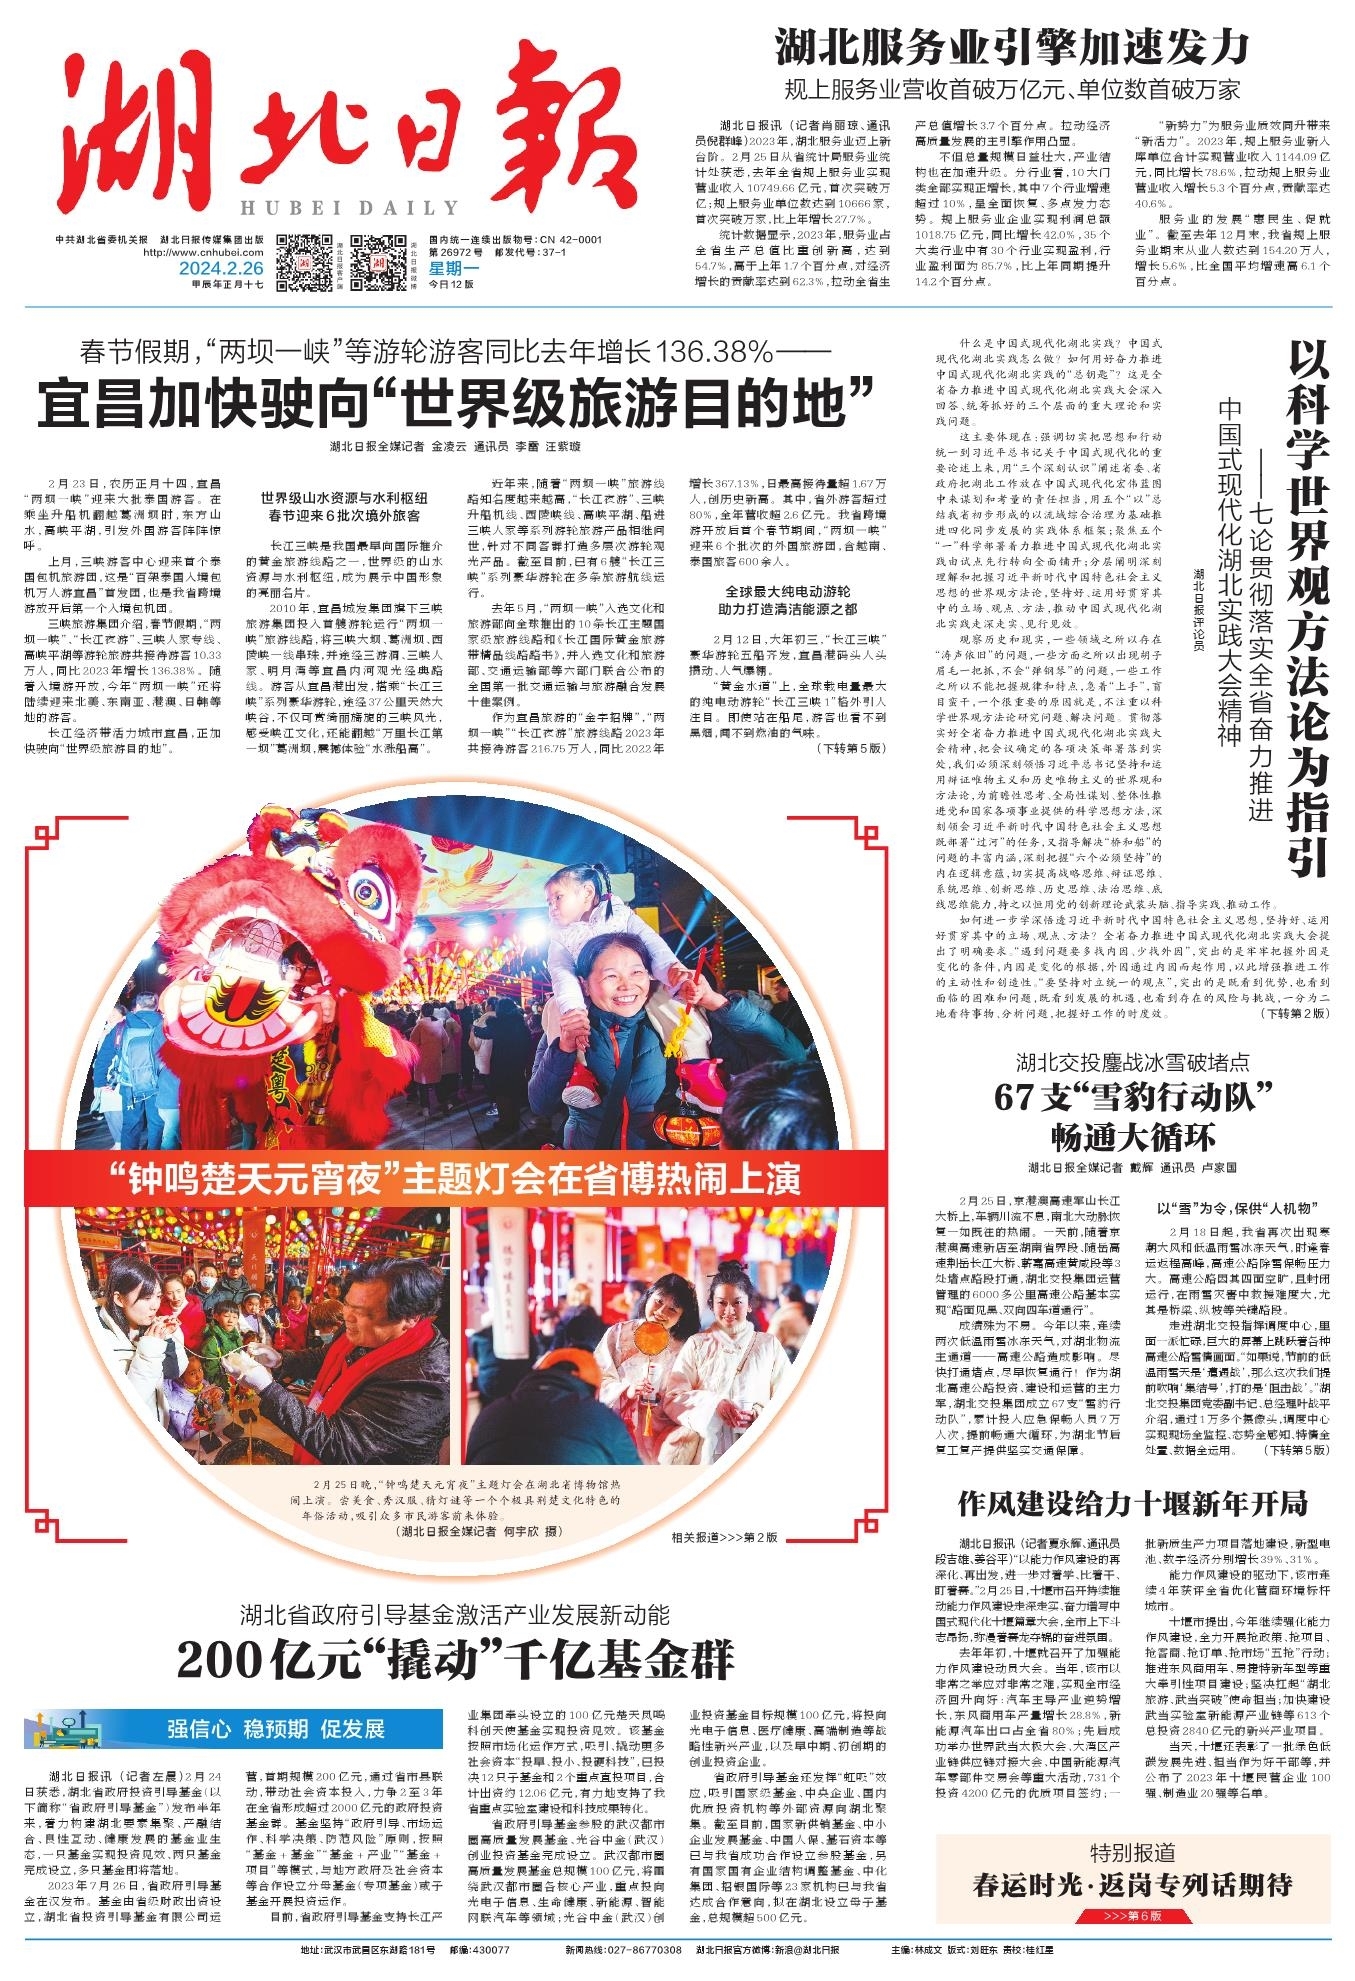 湖北日報
HUBEI DAILY
中共湖北省委机关报 湖北日报传媒集团出版
http://www.cnhubei.com
2024.2.26
甲辰年正月十七
湖北日报客户端
湖北日报微博
国内统一连续出版物号:CN 42-0001
第26972号 邮发代号:37-1
星期一
今日12版
湖北服务业引擎加速发力
规上服务业营收首破万亿元、单位数首破万家
湖北日报讯（记者肖丽琼、通讯
员倪群峰）2023年,湖北服务业迈上新
台阶。2月25日从省统计局服务业统
计处获悉,去年全省规上服务业实现
营业收入10749.66亿元,首次突破万
亿;规上服务业单位数达到10666家,
首次突破万家,比上年增长27.7%。
统计数据显示,2023年,服务业占
全省生产总值比重创新高,达到
54.7%,高于上年1.7个百分点,对经济
增长的贡献率达到62.3%,拉动全省生
产总值增长3.7个百分点。拉动经济
高质量发展的主引擎作用凸显。
不但总量规模日益壮大,产业结
构也在加速升级。分行业看,10大门
类全部实现正增长,其中7个行业增速
超过10%,呈全面恢复、多点发力态
势。规上服务业企业实现利润总额
1018.75亿元,同比增长42.0%,35个
大类行业中有30个行业实现盈利,行
业盈利面为85.7%,比上年同期提升
14.2个百分点。
“新势力”为服务业质效同升带来
“新活力”。2023年,规上服务业新入
库单位合计实现营业收入1144.09亿
元,同比增长78.6%,拉动规上服务业
营业收入增长5.3个百分点,贡献率达
40.6%。
服务业的发展“惠民生、促就
业”。截至去年12月末,我省规上服
务业期末从业人数达到154.20万人,
增长5.6%,比全国平均增速高6.1个
百分点。
春节假期,“两坝一峡”等游轮游客同比去年增长136.38%——
宜昌加快驶向“世界级旅游目的地”
湖北日报全媒记者 金凌云 通讯员 李雷 汪紫璇
2月23日,农历正月十四,宜昌
“两坝一峡”迎来大批泰国游客。在
乘坐升船机翻越葛洲坝时,东方山
水,高峡平湖,引发外国游客阵阵惊
呼。
上月,三峡游客中心迎来首个泰
国包机旅游团,这是“百架泰国入境包
机万人游宜昌”首发团,也是我省跨境
游放开后第一个入境包机团。
三峡旅游集团介绍,春节假期,“两
坝一峡”、“长江夜游”、三峡人家专线、
高峡平湖等游轮旅游共接待游客10.33
万人,同比2023年增长136.38%。随
着入境游开放,今年“两坝一峡”还将
陆续迎来北美、东南亚、港澳、日韩等
地的游客。
长江经济带活力城市宜昌,正加
快驶向“世界级旅游目的地”。
世界级山水资源与水利枢纽
春节迎来6批次境外旅客
长江三峡是我国最早向国际推介
的黄金旅游线路之一,世界级的山水
资源与水利枢纽,成为展示中国形象
的亮丽名片。
2010年,宜昌城发集团旗下三峡
旅游集团投入首艘游轮运行“两坝一
峡”旅游线路,将三峡大坝、葛洲坝、西
陵峡一线串珠,并途经三游洞、三峡人
家、明月湾等宜昌内河观光经典路
线。游客从宜昌港出发,搭乘“长江三
峡”系列豪华游轮,途经37公里天然大
峡谷,不仅可赏绮丽旖旎的三峡风光,
感受峡江文化,还能翻越“万里长江第
一坝”葛洲坝,震撼体验“水涨船高”。
近年来,随着“两坝一峡”旅游线
路知名度越来越高,“长江夜游”、三峡
升船机线、西陵峡线、高峡平湖、船进
三峡人家等系列游轮旅游产品相继问
世,针对不同客群打造多层次游轮观
光产品。截至目前,已有6艘“长江三
峡”系列豪华游轮在多条旅游航线运
行。
去年5月,“两坝一峡”入选文化和
旅游部向全球推出的10条长江主题国
家级旅游线路和《长江国际黄金旅游
带精品线路路书》,并入选文化和旅游
部、交通运输部等六部门联合公布的
全国第一批交通运输与旅游融合发展
十佳案例。
作为宜昌旅游的“金字招牌”,“两
坝一峡”“长江夜游”旅游线路2023年
共接待游客216.75万人,同比2022年
增长367.13%,日最高接待量超1.67万
人,创历史新高。其中,省外游客超过
80%,全年营收超2.6亿元。我省跨境
游开放后首个春节期间,“两坝一峡”
迎来6个批次的外国旅游团,含越南、
泰国旅客600余人。
全球最大纯电动游轮
助力打造清洁能源之都
2月12日,大年初三,“长江三峡”
豪华游轮五船齐发,宜昌港码头人头
攒动、人气爆棚。
“黄金水道”上,全球载电量最大
的纯电动游轮“长江三峡1”格外引人
注目。即使站在船尾,游客也看不到
黑烟,闻不到燃油的气味。
（下转第5版）
以科学世界观方法论为指引
——七论贯彻落实全省奋力推进
中国式现代化湖北实践大会精神
湖北日报评论员
什么是中国式现代化湖北实践？中国式
现代化湖北实践怎么做？如何用好奋力推进
中国式现代化湖北实践的“总钥匙”？这是全
省奋力推进中国式现代化湖北实践大会深入
回答、统筹抓好的三个层面的重大理论和实
践问题。
这主要体现在:强调切实把思想和行动
统一到习近平总书记关于中国式现代化的重
要论述上来,用“三个深刻认识”阐述省委、省
政府把湖北工作放在中国式现代化宏伟蓝图
中来谋划和考量的责任担当,用五个“以”总
结我省初步形成的以流域综合治理为基础推
进四化同步发展的实践体系框架;聚焦五个
“一”科学部署着力推进中国式现代化湖北实
践由试点先行转向全面铺开;分层阐明深刻
理解和把握习近平新时代中国特色社会主义
思想的世界观方法论,坚持好、运用好贯穿其
中的立场、观点、方法,推动中国式现代化湖
北实践走深走实、见行见效。
观察历史和现实,一些领域之所以存在
“涛声依旧”的问题,一些方面之所以出现胡子
眉毛一把抓,不会“弹钢琴”的问题,一些工作
之所以不能把握规律和特点,急着“上手”,盲
目蛮干,一个很重要的原因就是,不注重以科
学世界观方法论研究问题、解决问题。贯彻落
实好全省奋力推进中国式现代化湖北实践大
会精神,把会议确定的各项决策部署落到实
处,我们必须深刻领悟习近平总书记坚持和运
用辩证唯物主义和历史唯物主义的世界观和
方法论,为前瞻性思考、全局性谋划、整体性推
进党和国家各项事业提供的科学思想方法,深
刻领会习近平新时代中国特色社会主义思想
既部署“过河”的任务,又指导解决“桥和船”的
问题的丰富内涵,深刻把握“六个必须坚持”的
内在逻辑意蕴,切实提高战略思维、辩证思维、
系统思维、创新思维、历史思维、法治思维、底
线思维能力,持之以恒用党的创新理论武装头脑、指导实践、推动工作。
如何进一步学深悟透习近平新时代中国特色社会主义思想,坚持好、运用
好贯穿其中的立场、观点、方法？全省奋力推进中国式现代化湖北实践大会提
出了明确要求。“遇到问题要多找内因、少找外因”,突出的是牢牢把握外因是
变化的条件,内因是变化的根据,外因通过内因而起作用,以此增强推进工作
的主动性和创造性。“要坚持对立统一的观点”,突出的是既看到优势,也看到
面临的困难和问题,既看到发展的机遇,也看到存在的风险与挑战,一分为二
地看待事物、分析问题,把握好工作的时度效。 （下转第2版）
楚粤
“钟鸣楚天元宵夜”主题灯会在省博热闹上演
2月25日晚,“钟鸣楚天元宵夜”主题灯会在湖北省博物馆热
闹上演。尝美食、秀汉服、猜灯谜等一个个极具荆楚文化特色的
年俗活动,吸引众多市民游客前来体验。
（湖北日报全媒记者 何宇欣 摄）
相关报道>>>第2版
湖北交投鏖战冰雪破堵点
67支“雪豹行动队”
畅通大循环
湖北日报全媒记者 戴辉 通讯员 卢家国
2月25日,京港澳高速军山长江
大桥上,车辆川流不息,南北大动脉恢
复一如既往的热闹。一天前,随着京
港澳高速新店至湖南省界段、随岳高
速荆岳长江大桥、蕲嘉高速黄咸段等3
处堵点路段打通,湖北交投集团运营
管理的6000多公里高速公路基本实
现“路面见黑、双向四车道通行”。
成绩殊为不易。今年以来,连续
两次低温雨雪冰冻天气,对湖北物流
主通道——高速公路造成影响。尽
快打通堵点,尽早恢复通行！作为湖
北高速公路投资、建设和运营的主力
军,湖北交投集团成立67支“雪豹行
动队”,累计投入应急保畅人员7万
人次,提前畅通大循环,为湖北节后
复工复产提供坚实交通保障。
以“雪”为令,保供“人机物”
2月18日起,我省再次出现寒
潮大风和低温雨雪冰冻天气,时逢春
运返程高峰,高速公路除雪保畅压力
大。高速公路因其四面空旷,且封闭
运行,在雨雪灾害中救援难度大,尤
其是桥梁、纵坡等关键路段。
走进湖北交投指挥调度中心,里
面一派忙碌,巨大的屏幕上跳跃着各种
高速公路雪情画面。“如果说,节前的低
温雨雪天是‘遭遇战’,那么这次我们提
前吹响‘集结号’,打的是‘阻击战’。”湖
北交投集团党委副书记、总经理叶战平
介绍,通过1万多个摄像头,调度中心
实现现场全监控、态势全感知、特情全
处置、数据全运用。 （下转第5版）
作风建设给力十堰新年开局
湖北日报讯（记者夏永辉、通讯员
段吉雄、姜谷平）“以能力作风建设的再
深化、再出发,进一步对着学、比着干、
盯着赛。”2月25日,十堰市召开持续推
动能力作风建设走深走实、奋力谱写中
国式现代化十堰篇章大会,全市上下斗
志昂扬,弥漫着赛龙夺锦的奋进氛围。
去年年初,十堰就召开了加强能
力作风建设动员大会。当年,该市以
非常之举应对非常之难,实现全市经
济回升向好:汽车主导产业逆势增
长,东风商用车产量增长28.8%,新
能源汽车出口占全省80%;先后成
功举办世界武当太极大会、大湾区产
业链供应链对接大会、中国新能源汽
车零部件交易会等重大活动,731个
投资4200亿元的优质项目签约;一
批新质生产力项目落地建设,新型电
池、数字经济分别增长39%、31%。
能力作风建设的驱动下,该市连
续4年获评全省优化营商环境标杆
城市。
十堰市提出,今年继续强化能力
作风建设,全力开展抢政策、抢项目、
抢客商、抢订单、抢市场“五抢”行动;
推进东风商用车、易捷特新车型等重
大牵引性项目建设;坚决扛起“湖北
旅游,武当突破”使命担当;加快建设
武当实验室新能源产业链等613个
总投资2840亿元的新兴产业项目。
当天,十堰还表彰了一批绿色低
碳发展先进、担当作为好干部等,并
公布了2023年十堰民营企业100
强、制造业20强等名单。
湖北省政府引导基金激活产业发展新动能
200亿元“撬动”千亿基金群
强信心 稳预期 促发展
湖北日报讯（记者左晨）2月24
日获悉,湖北省政府投资引导基金(以
下简称“省政府引导基金”)发布半年
来,着力构建湖北要素集聚、产融结
合、良性互动、健康发展的基金业生
态,一只基金实现投资见效、两只基金
完成设立,多只基金即将落地。
2023年7月26日,省政府引导基
金在汉发布。基金由省级财政出资设
立,湖北省投资引导基金有限公司运
营,首期规模200亿元,通过省市县联
动,带动社会资本投入,力争2至3年
在全省形成超过2000亿元的政府投资
基金群。基金坚持“政府引导、市场运
作、科学决策、防范风险”原则,按照
“基金+基金”“基金+产业”“基金+
项目”等模式,与地方政府及社会资本
等合作设立分母基金(专项基金)或子
基金开展投资运作。
目前,省政府引导基金支持长江产
业集团牵头设立的100亿元楚天凤鸣
科创天使基金实现投资见效。该基金
按照市场化运作方式,吸引、撬动更多
社会资本“投早、投小、投硬科技”,已投
决12只子基金和2个重点直投项目,合
计出资约12.06亿元,有力地支持了我
省重点实验室建设和科技成果转化。
省政府引导基金参股的武汉都市
圈高质量发展基金、光谷中金(武汉)
创业投资基金完成设立。武汉都市圈
高质量发展基金总规模100亿元,将围
绕武汉都市圈各核心产业,重点投向
光电子信息、生命健康、新能源、智能
网联汽车等领域;光谷中金(武汉)创
业投资基金目标规模100亿元,将投向
光电子信息、医疗健康、高端制造等战
略性新兴产业,以及早中期、初创期的
创业投资企业。
省政府引导基金还发挥“虹吸”效
应,吸引国家级基金、中央企业、国内
优质投资机构等外部资源向湖北聚
集。截至目前,国家新供销基金、中小
企业发展基金、中国人保、基石资本等
已与我省成功合作设立参股基金,另
有国家国有企业结构调整基金、中化
集团、招银国际等23家机构已与我省
达成合作意向,拟在湖北设立母子基
金,总规模超500亿元。
特别报道
春运时光·返岗专列话期待
>>>第6版
地址:武汉市武昌区东湖路181号 邮编:430077 新闻热线:027-86770308 湖北日报官方微博:新浪@湖北日报 主编:林成文 版式:刘旺东 责校:桂红星